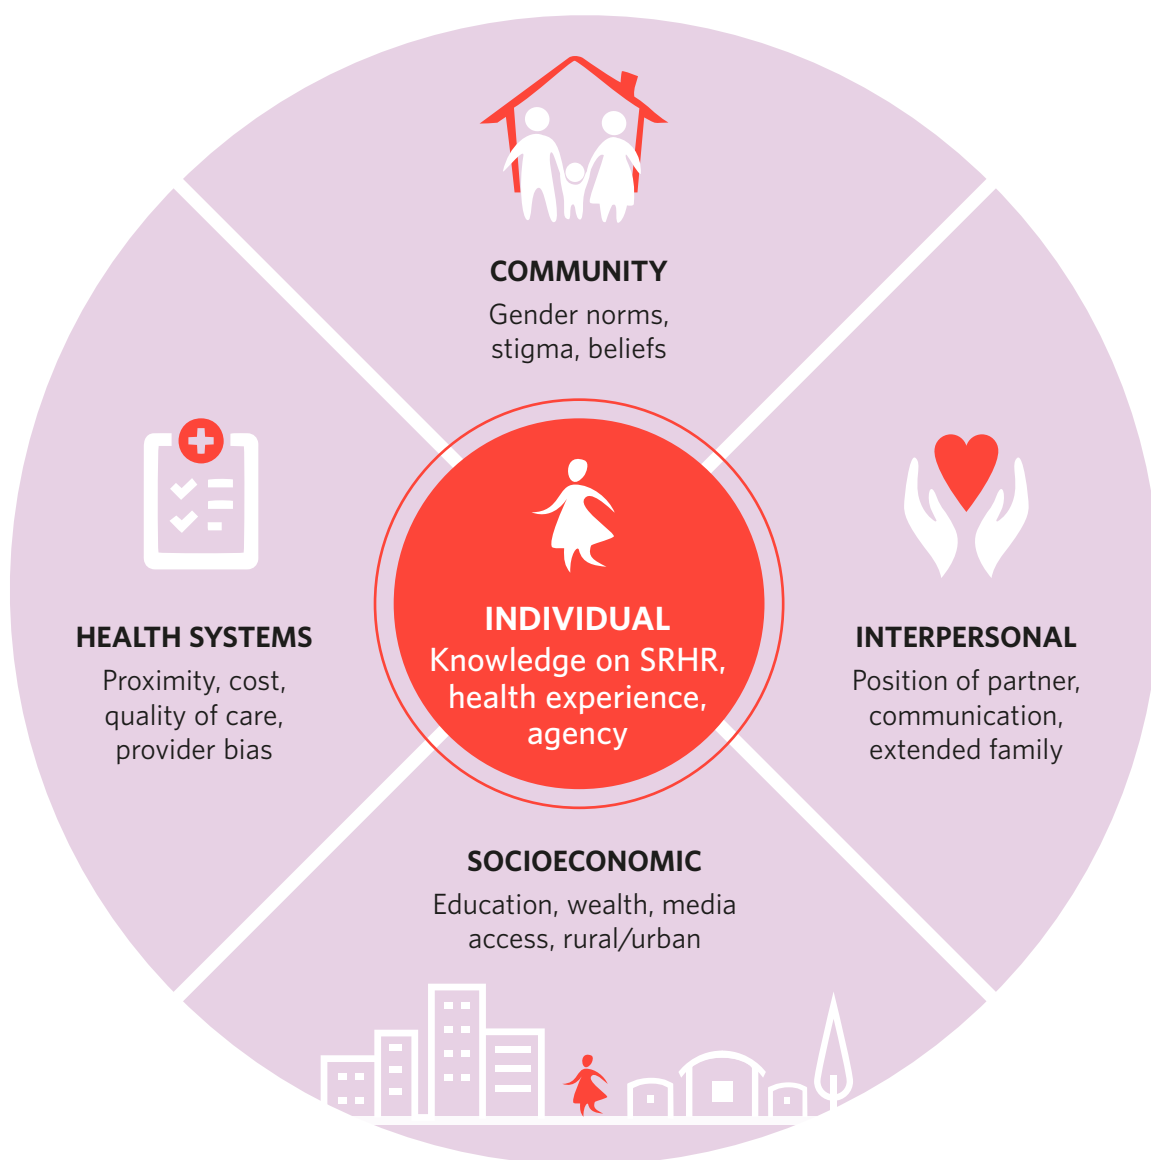 COMMUNITY
Gender norms,
stigma, beliefs
HEALTH SYSTEMS
Proximity, cost,
quality of care,
provider bias
INDIVIDUAL
Knowledge on SRHR,
health experience,
agency
INTERPERSONAL
Position of partner,
communication,
extended family
SOCIOECONOMIC
Education, wealth, media
access, rural/urban